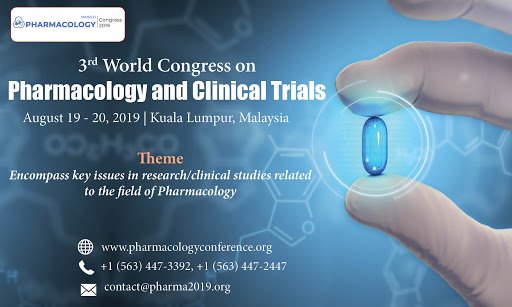 WORLD
PHARMACOLOGY
Congress
2019
3rd World Congress on
Pharmacology and Clinical Trials
August 19 - 20, 2019 | Kuala Lumpur, Malaysia
Theme
Encompass key issues in research/clinical studies related
to the field of Pharmacology
www.pharmacologyconference.org
+1 (563) 447-3392, +1 (563) 447-2447
contact@pharma2019.org